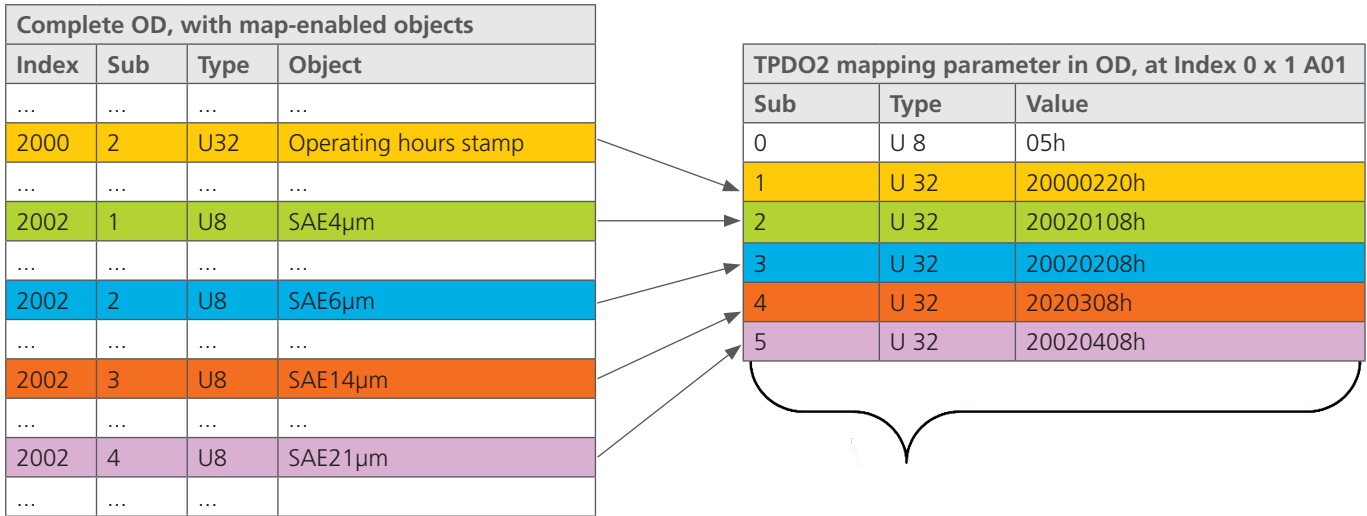 Complete OD, with map-enabled objects
Index Sub Type Object
... ... ... ...
2000 2 U32 Operating hours stamp
... ... ... ...
2002 1 U8 SAE4µm
... ... ... ...
2002 2 U8 SAE6µm
... ... ... ...
2002 3 U8 SAE14µm
... ... ... ...
2002 4 U8 SAE21µm
... ... ...
TPDO2 mapping parameter in OD, at Index 0 x 1 A01
Sub Type Value
0 U 8 05h
1 U 32 20000220h
2 U 32 20020108h
3 U 32 20020208h
4 U 32 2020308h
5 U 32 20020408h